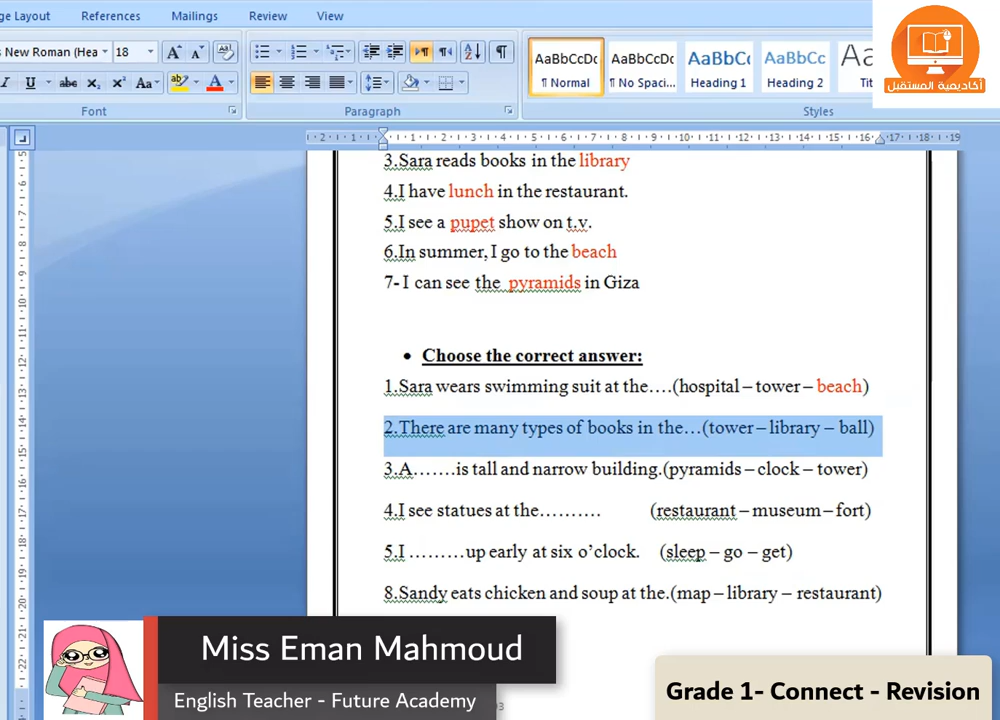 ge Layout References Mailings Review View
New Roman (Hea 18
Font Paragraph Styles
AaBbCcDc AaBbCcDc AaBbC AaBbCc Aa
¶ Normal ¶ No Spaci... Heading 1 Heading 2 Tit
أكاديمية المستقبل
3.Sara reads books in the library
4.I have lunch in the restaurant.
5.I see a pupet show on t.v.
6.In summer, I go to the beach
7- I can see the pyramids in Giza
• Choose the correct answer:
1.Sara wears swimming suit at the….(hospital – tower – beach)
2.There are many types of books in the…(tower – library – ball)
3.A…….is tall and narrow building.(pyramids – clock – tower)
4.I see statues at the………. (restaurant – museum – fort)
5.I ………up early at six o’clock. (sleep – go – get)
8.Sandy eats chicken and soup at the.(map – library – restaurant)
Miss Eman Mahmoud
English Teacher - Future Academy
Grade 1- Connect - Revision